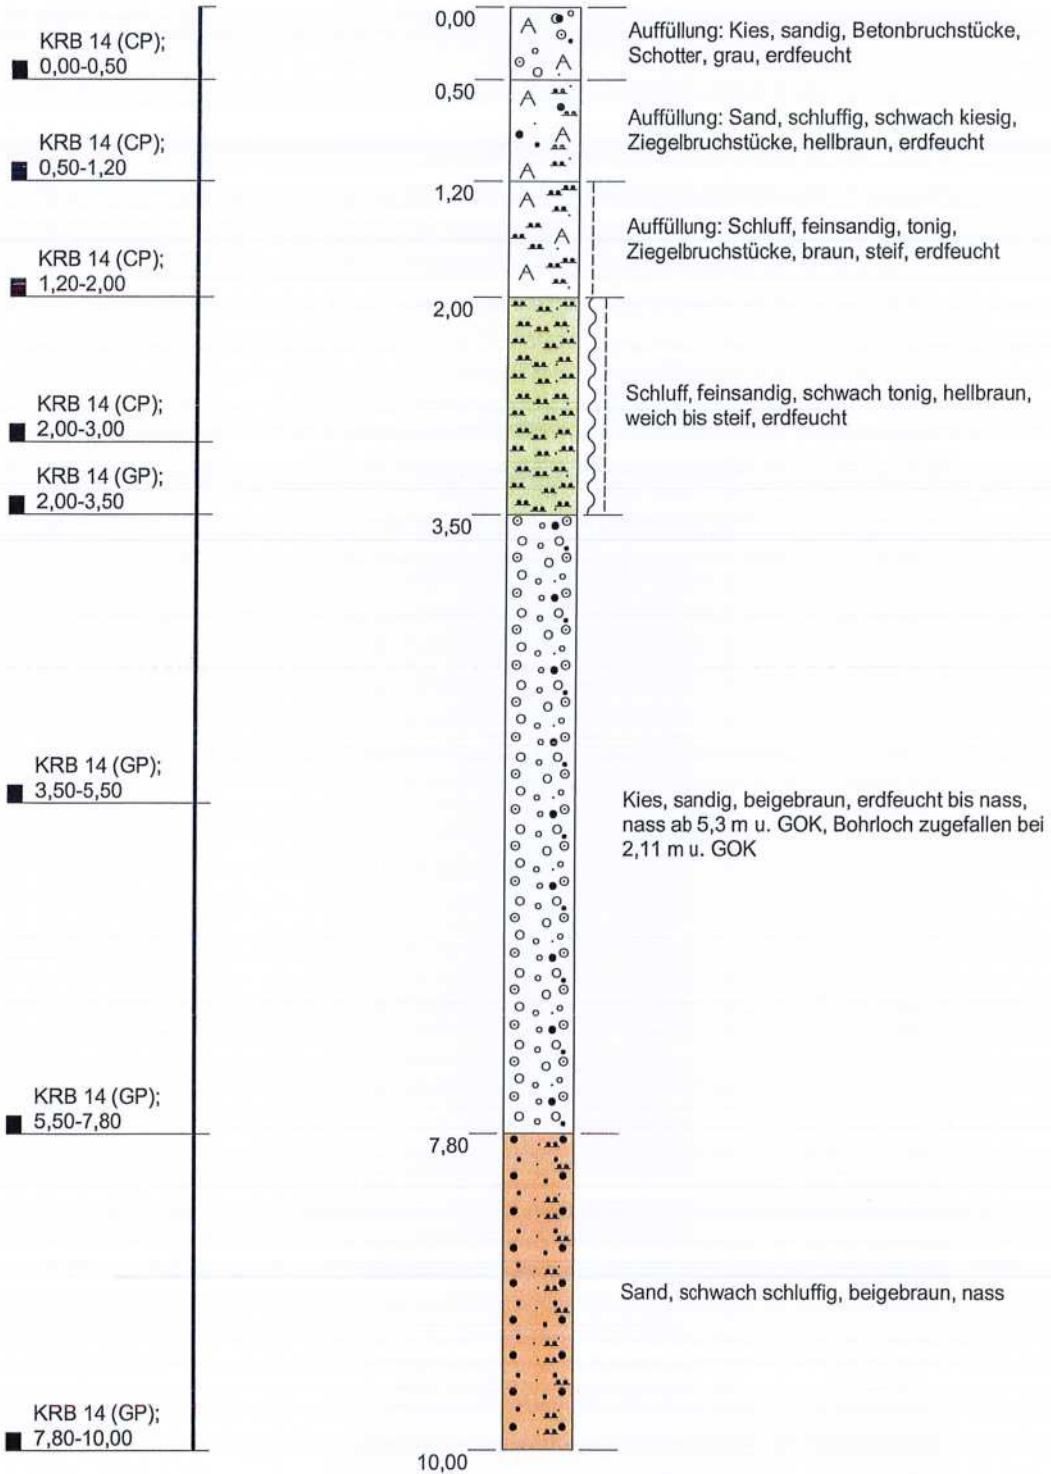 0,00
Auffüllung: Kies, sandig, Betonbruchstücke,
Schotter, grau, erdfeucht
KRB 14 (CP);
0,00-0,50
0,50
Auffüllung: Sand, schluffig, schwach kiesig,
Ziegelbruchstücke, hellbraun, erdfeucht
KRB 14 (CP);
0,50-1,20
1,20
Auffüllung: Schluff, feinsandig, tonig,
Ziegelbruchstücke, braun, steif, erdfeucht
KRB 14 (CP);
1,20-2,00
2,00
Schluff, feinsandig, schwach tonig, hellbraun,
weich bis steif, erdfeucht
KRB 14 (CP);
2,00-3,00
KRB 14 (GP);
2,00-3,50
3,50
KRB 14 (GP);
3,50-5,50
Kies, sandig, beigebraun, erdfeucht bis nass,
nass ab 5,3 m u. GOK, Bohrloch zugefallen bei
2,11 m u. GOK
KRB 14 (GP);
5,50-7,80
7,80
Sand, schwach schluffig, beigebraun, nass
KRB 14 (GP);
7,80-10,00
10,00